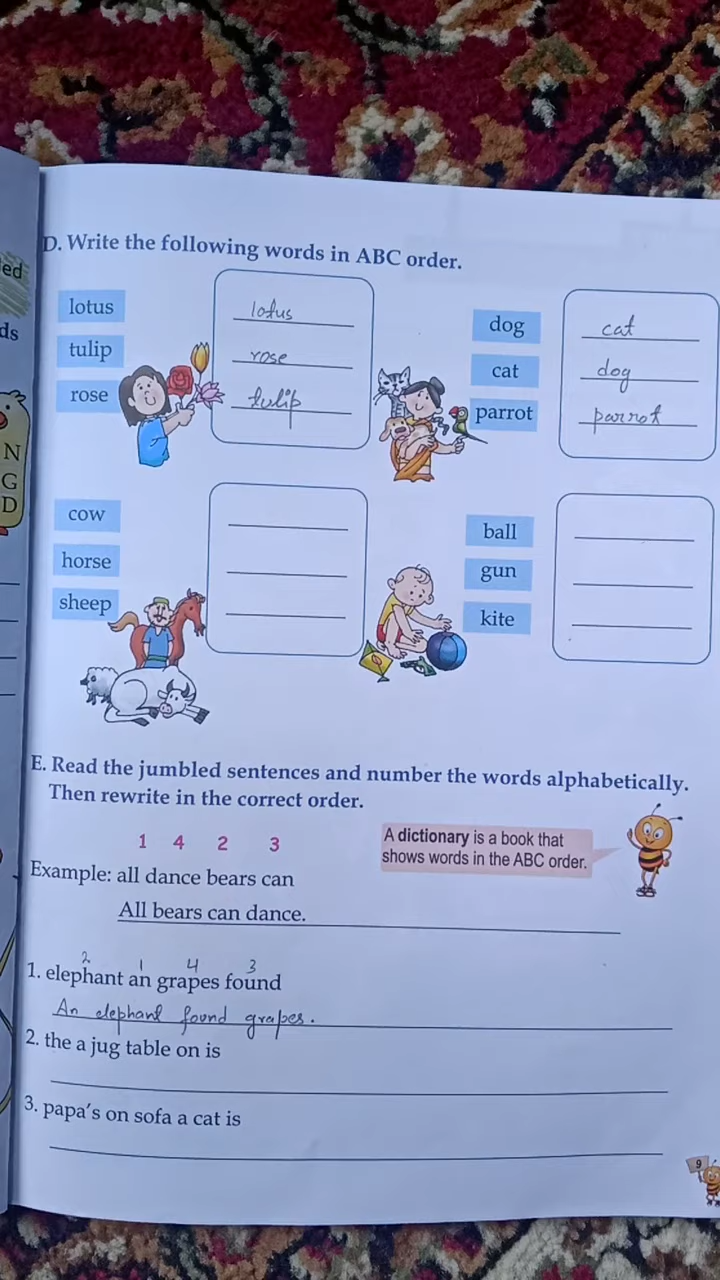 ed
ds
N
G
D
D. Write the following words in ABC order.
lotus
tulip
rose
lotus
rose
tulip
dog
cat
parrot
cat
dog
parrot
cow
horse
sheep
ball
gun
kite
E. Read the jumbled sentences and number the words alphabetically.
Then rewrite in the correct order.
A dictionary is a book that
shows words in the ABC order.
1 4 2 3
Example: all dance bears can
All bears can dance.
2 1 4 3
1. elephant an grapes found
An elephant found grapes.
2. the a jug table on is
3. papa's on sofa a cat is
9